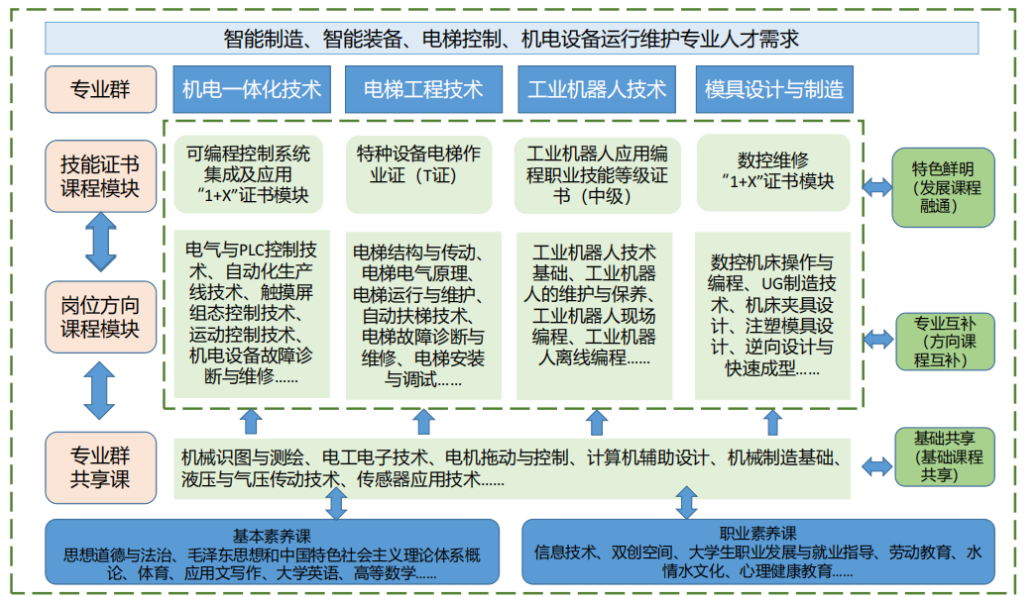 智能制造、智能装备、电梯控制、机电设备运行维护专业人才需求
专业群
机电一体化技术
电梯工程技术
工业机器人技术
模具设计与制造
技能证书
课程模块
可编程控制系统
集成及应用
“1+X”证书模块
特种设备电梯作
业证（T证）
工业机器人应用编
程职业技能等级证
书（中级）
数控维修
“1+X”证书模块
特色鲜明
（发展课程
融通）
岗位方向
课程模块
电气与PLC控制技
术、自动化生产
线技术、触摸屏
组态控制技术、
运动控制技术、
机电设备故障诊
断与维修……
电梯结构与传动、
电梯电气原理、
电梯运行与维护、
自动扶梯技术、
电梯故障诊断与
维修、电梯安装
与调试……
工业机器人技术
基础、工业机器
人的维护与保养、
工业机器人现场
编程、工业机器
人离线编程……
数控机床操作与
编程、UG制造技
术、机床夹具设
计、注塑模具设
计、逆向设计与
快速成型……
专业互补
（方向课
程互补）
专业群
共享课
机械识图与测绘、电工电子技术、电机拖动与控制、计算机辅助设计、机械制造基础、
液压与气压传动技术、传感器应用技术……
基础共享
（基础课程
共享）
基本素养课
思想道德与法治、毛泽东思想和中国特色社会主义理论体系概
论、体育、应用文写作、大学英语、高等数学……
职业素养课
信息技术、双创空间、大学生职业发展与就业指导、劳动教育、水
情水文化、心理健康教育……